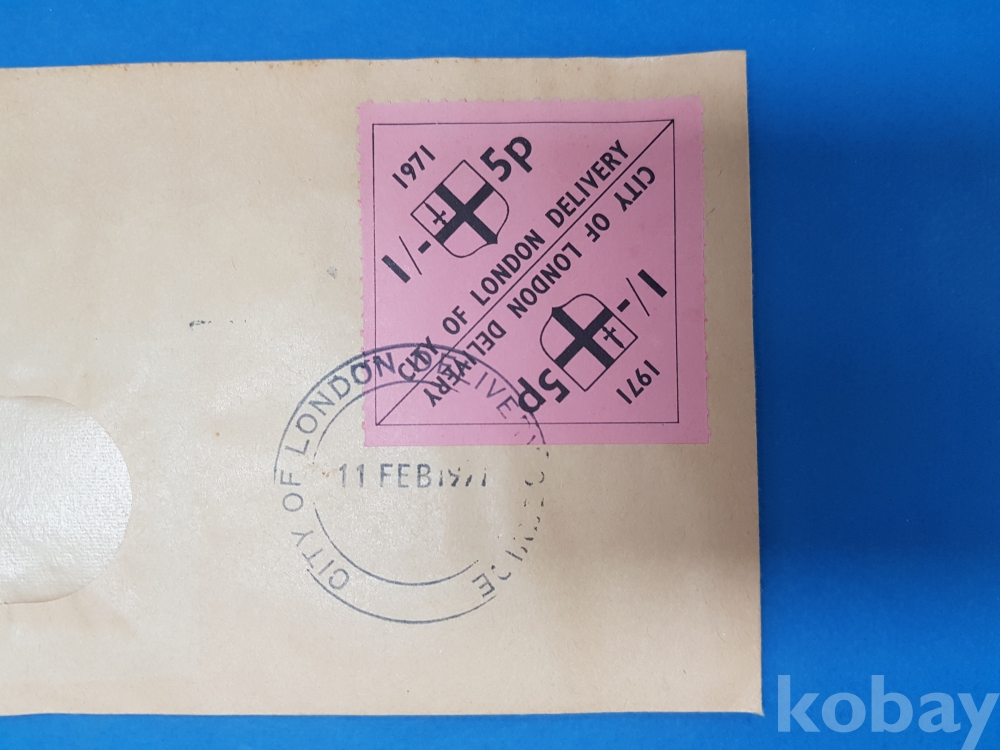 1971
1/- 5p
CITY OF LONDON DELIVERY
CITY OF LONDON DELIVERY
1/- 5p
1971
CITY OF LONDON DELIVERY
11 FEB 1971
kobay